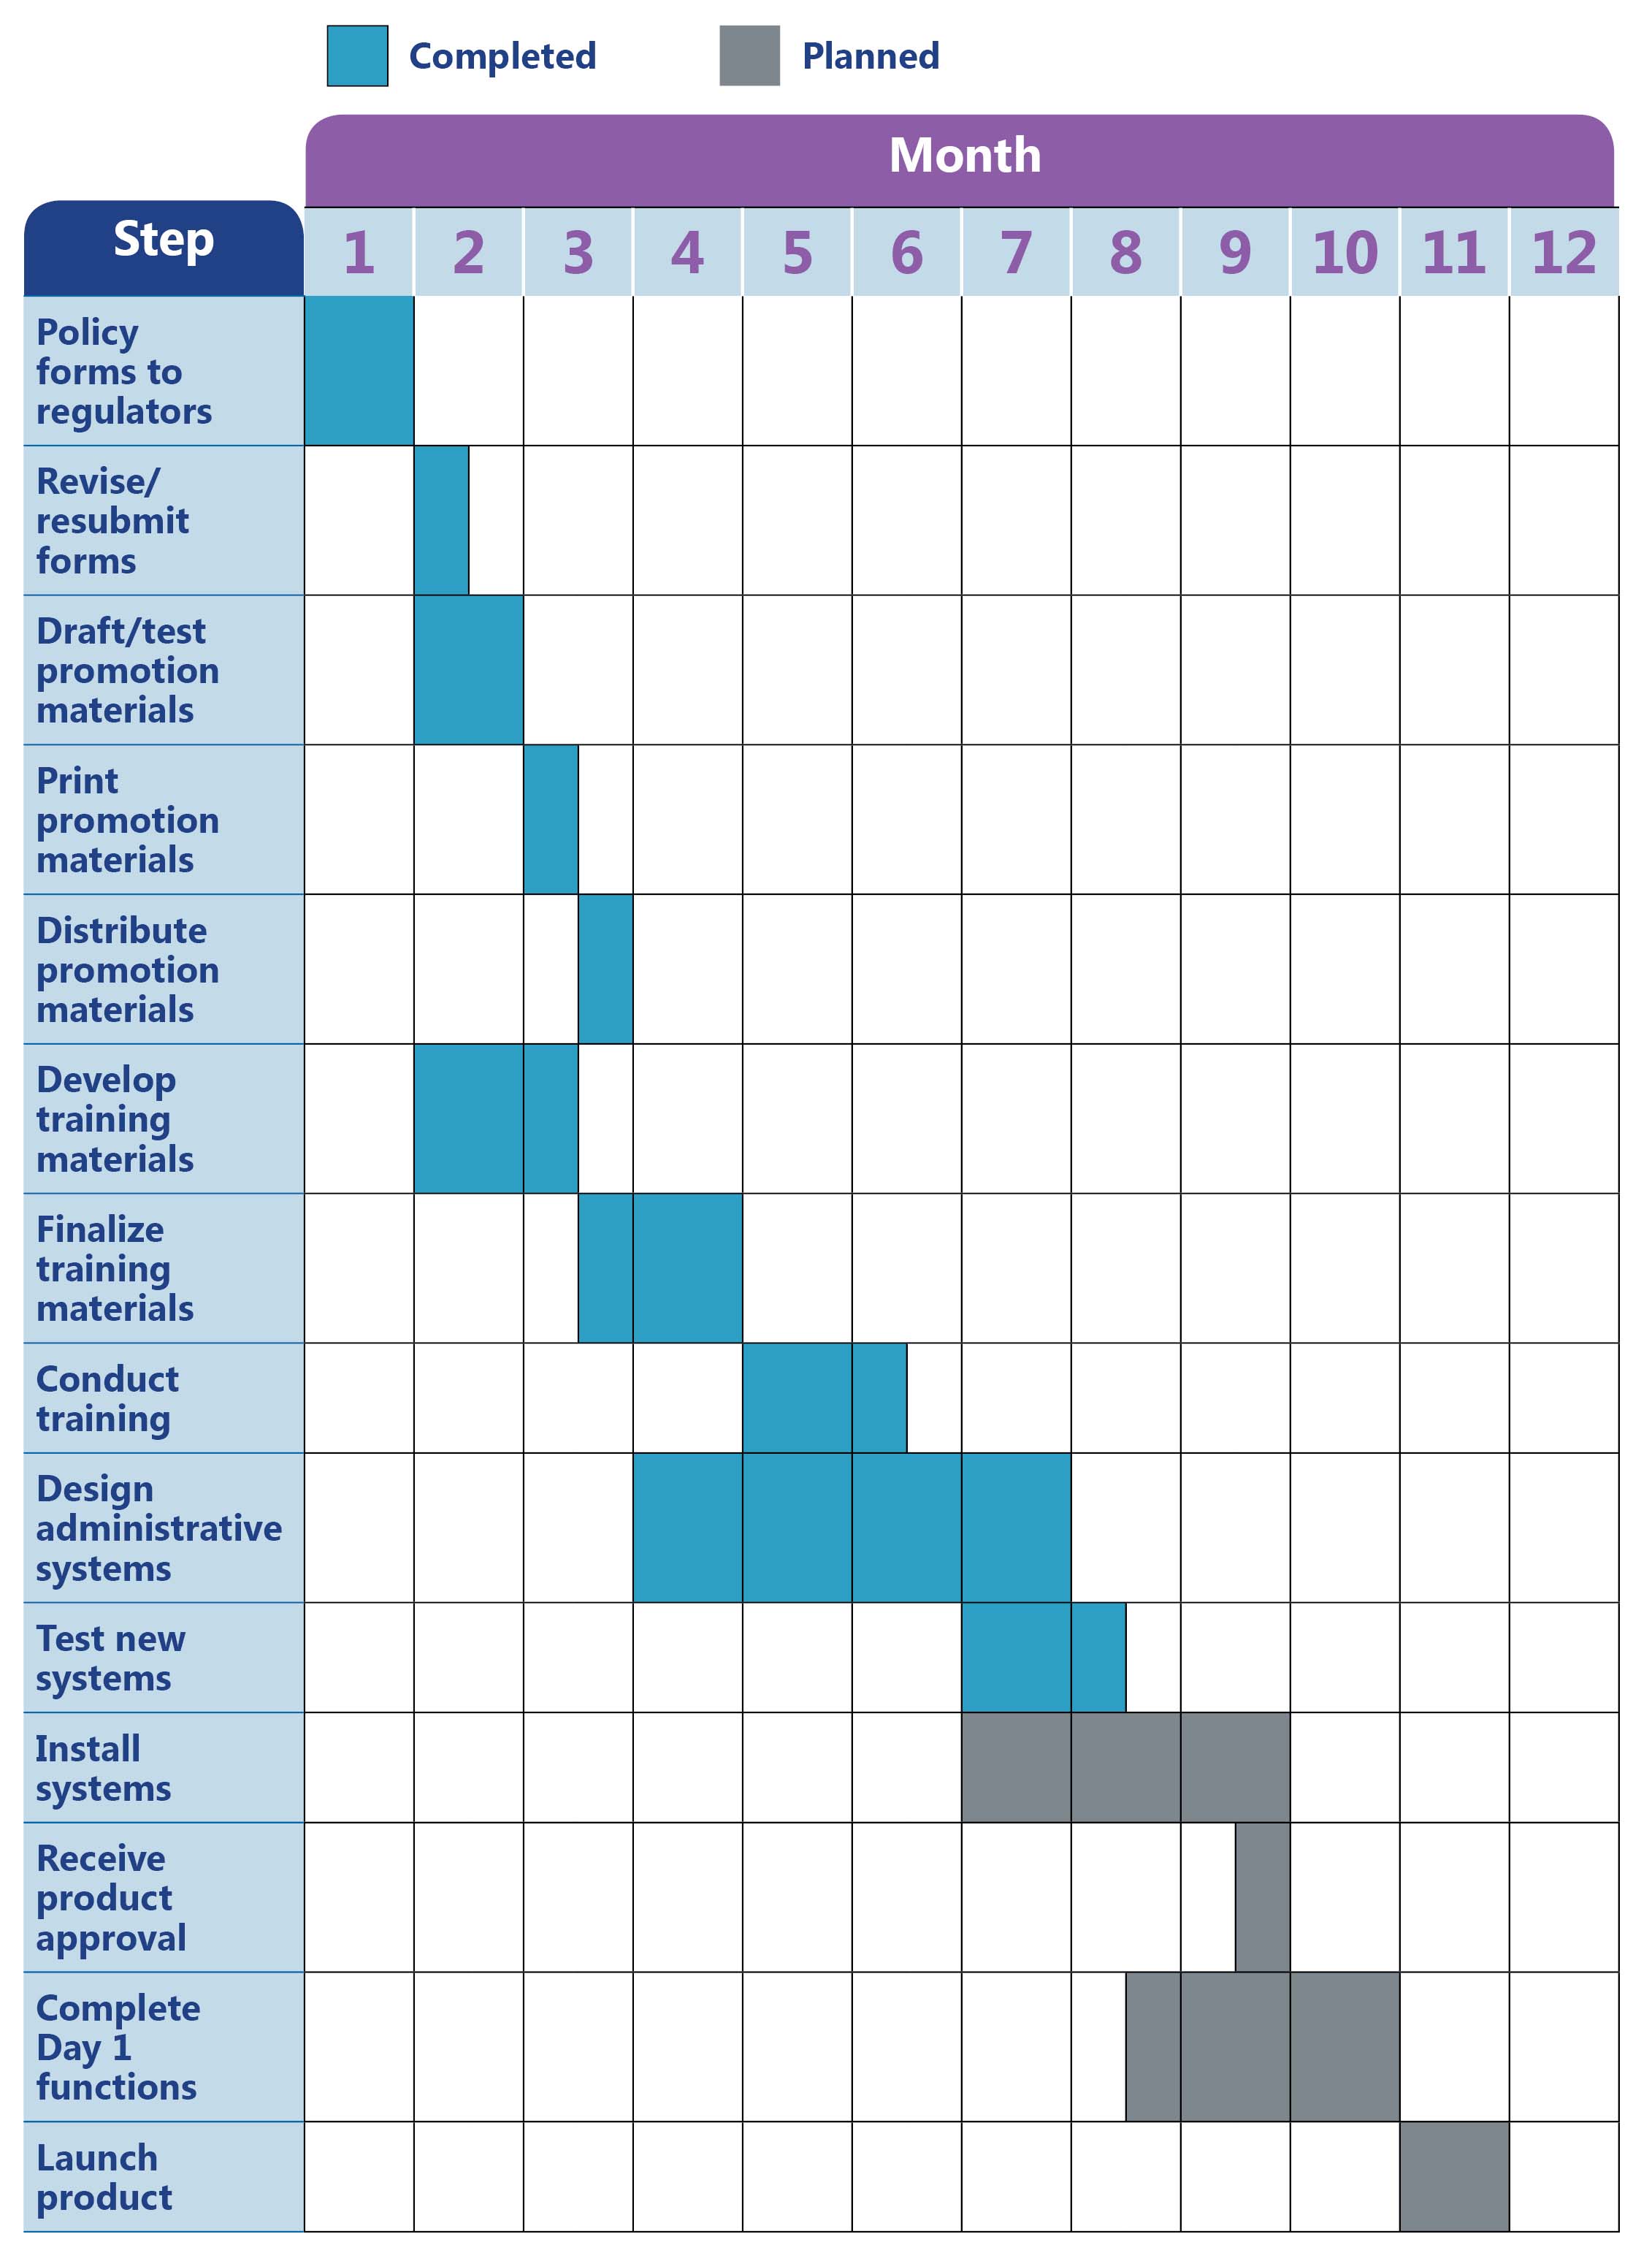 Completed
Planned
Month
Step
1 2 3 4 5 6 7 8 9 10 11 12
Policy
forms to
regulators
Revise/
resubmit
forms
Draft/test
promotion
materials
Print
promotion
materials
Distribute
promotion
materials
Develop
training
materials
Finalize
training
materials
Conduct
training
Design
administrative
systems
Test new
systems
Install
systems
Receive
product
approval
Complete
Day 1
functions
Launch
product